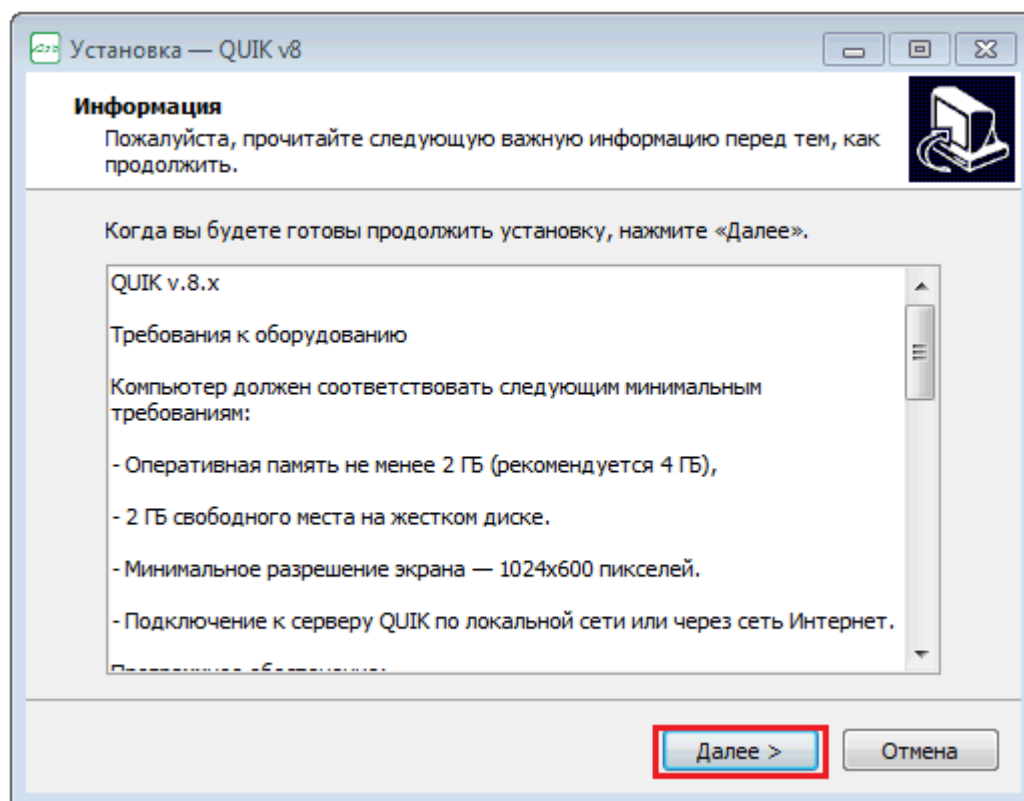 Установка — QUIK v8
Информация
Пожалуйста, прочитайте следующую важную информацию перед тем, как
продолжить.
Когда вы будете готовы продолжить установку, нажмите «Далее».
QUIK v.8.x
Требования к оборудованию
Компьютер должен соответствовать следующим минимальным
требованиям:
- Оперативная память не менее 2 ГБ (рекомендуется 4 ГБ),
- 2 ГБ свободного места на жестком диске.
- Минимальное разрешение экрана — 1024x600 пикселей.
- Подключение к серверу QUIK по локальной сети или через сеть Интернет.
Далее >
Отмена